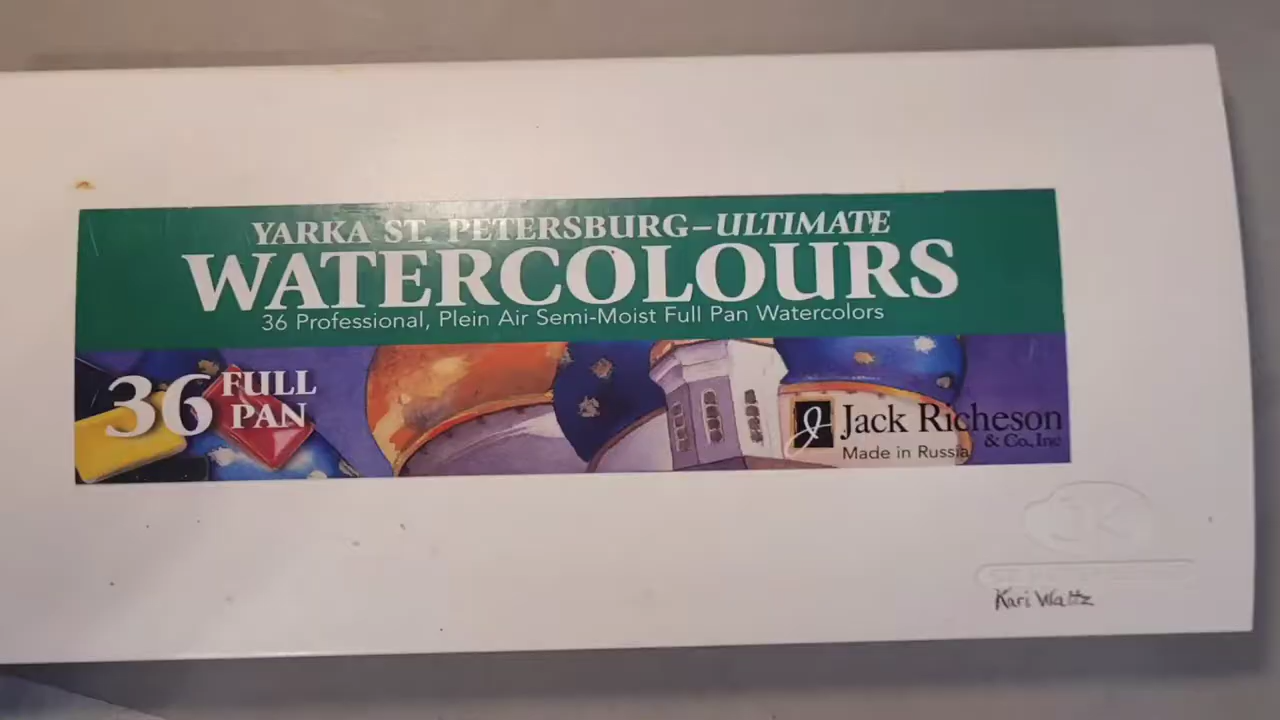 YARKA ST. PETERSBURG–ULTIMATE
WATERCOLOURS
36 Professional, Plein Air Semi-Moist Full Pan Watercolors
36 FULL PAN
Jack Richeson
& Co., Inc
Made in Russia
Kari Waltz